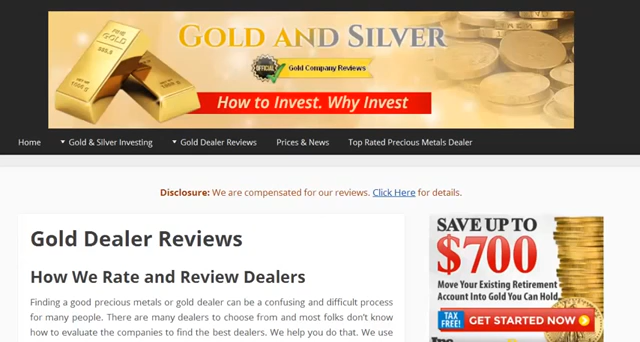 GOLD AND SILVER
OFFICIAL
Gold Company Reviews
How to Invest. Why Invest
Home
Gold & Silver Investing
Gold Dealer Reviews
Prices & News
Top Rated Precious Metals Dealer
Disclosure: We are compensated for our reviews. Click Here for details.
Gold Dealer Reviews
How We Rate and Review Dealers
Finding a good precious metals or gold dealer can be a confusing and difficult process
for many people. There are many dealers to choose from and most folks don't know
how to evaluate the companies to find the best dealers. We help you do that. We use
SAVE UP TO
$700
Move Your Existing Retirement
Account Into Gold You Can Hold.
TAX
FREE!
GET STARTED NOW